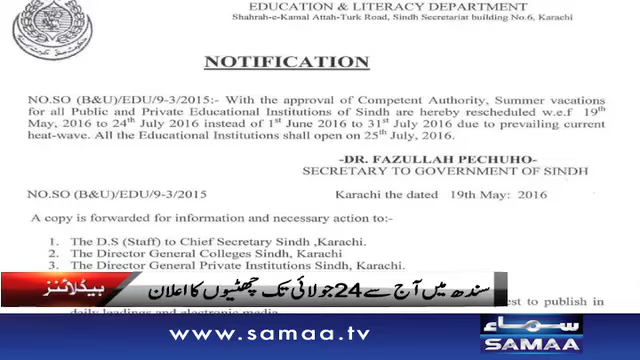 EDUCATION & LITERACY DEPARTMENT
Shahrah-e-Kamal Attah-Turk Road, Sindh Secretariat building No.6, Karachi
NOTIFICATION
NO.SO (B&U)/EDU/9-3/2015:- With the approval of Competent Authority, Summer vacations
for all Public and Private Educational Institutions of Sindh are hereby rescheduled w.e.f 19th
May, 2016 to 24th July 2016 instead of 1st June 2016 to 31st July 2016 due to prevailing current
heat-wave. All the Educational Institutions shall open on 25th July, 2016.
-DR. FAZULLAH PECHUHO-
SECRETARY TO GOVERNMENT OF SINDH
NO.SO (B&U)/EDU/9-3/2015 Karachi the dated 19th May: 2016
A copy is forwarded for information and necessary action to:-
1. The D.S (Staff) to Chief Secretary Sindh ,Karachi.
2. The Director General Colleges Sindh, Karachi.
3. The Director General Private Institutions Sindh, Karachi.
ہیڈلائنز
سندھ میں آج سے 24 جولائی تک چھٹیوں کا اعلان
to publish in
www.samaa.tv
سماء
SAMAA